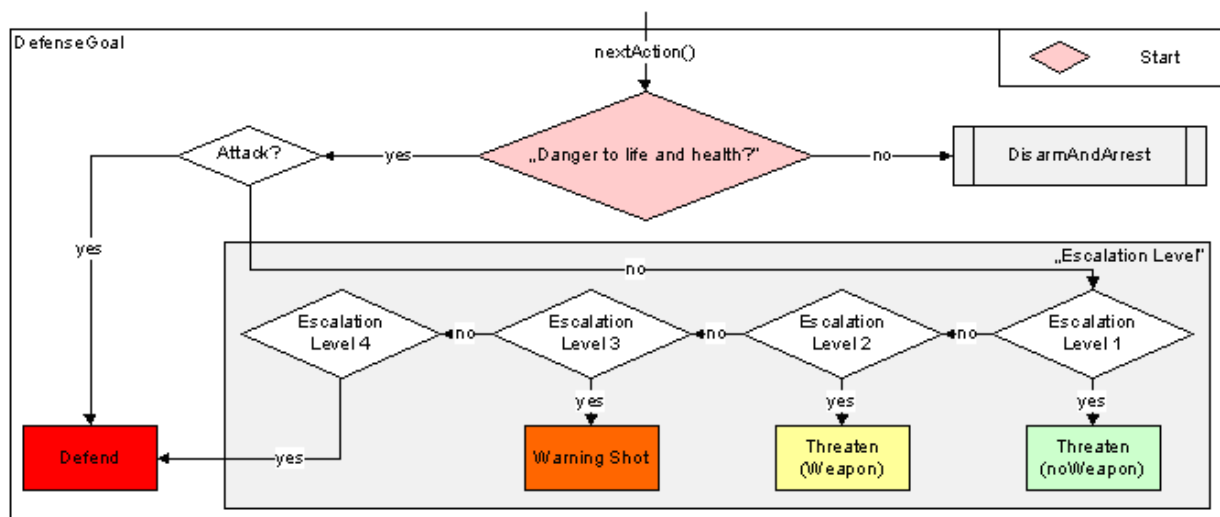 DefenseGoal
nextAction()
Start
Attack?
yes
„Danger to life and health?"
no
DisarmAndArrest
yes
„Escalation Level"
no
Escalation
Level 4
no
Escalation
Level 3
no
Escalation
Level 2
no
Escalation
Level 1
yes
yes
yes
Defend
yes
Warning Shot
Threaten
(Weapon)
Threaten
(noWeapon)